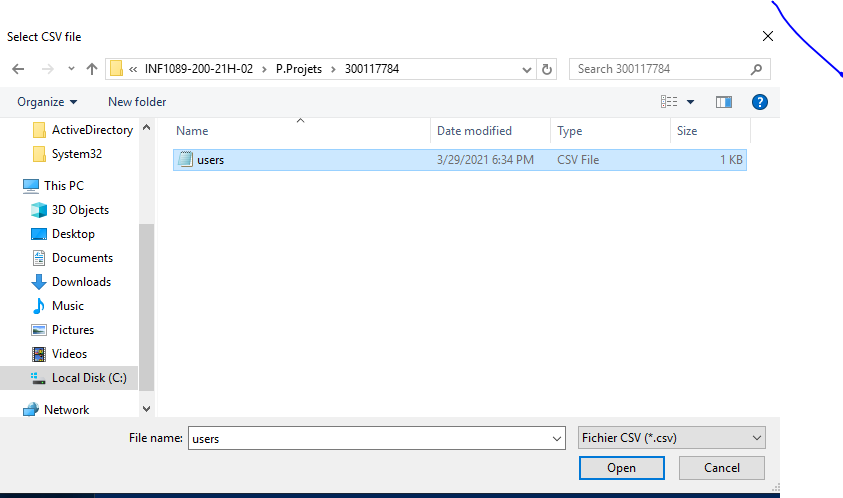 Select CSV file
« INF1089-200-21H-02 > P.Projets > 300117784
Search 300117784
Organize
New folder
?
ActiveDirectory
System32
This PC
3D Objects
Desktop
Documents
Downloads
Music
Pictures
Videos
Local Disk (C:)
Network
Name Date modified Type Size
users 3/29/2021 6:34 PM CSV File 1 KB
File name: users
Fichier CSV (*.csv)
Open Cancel